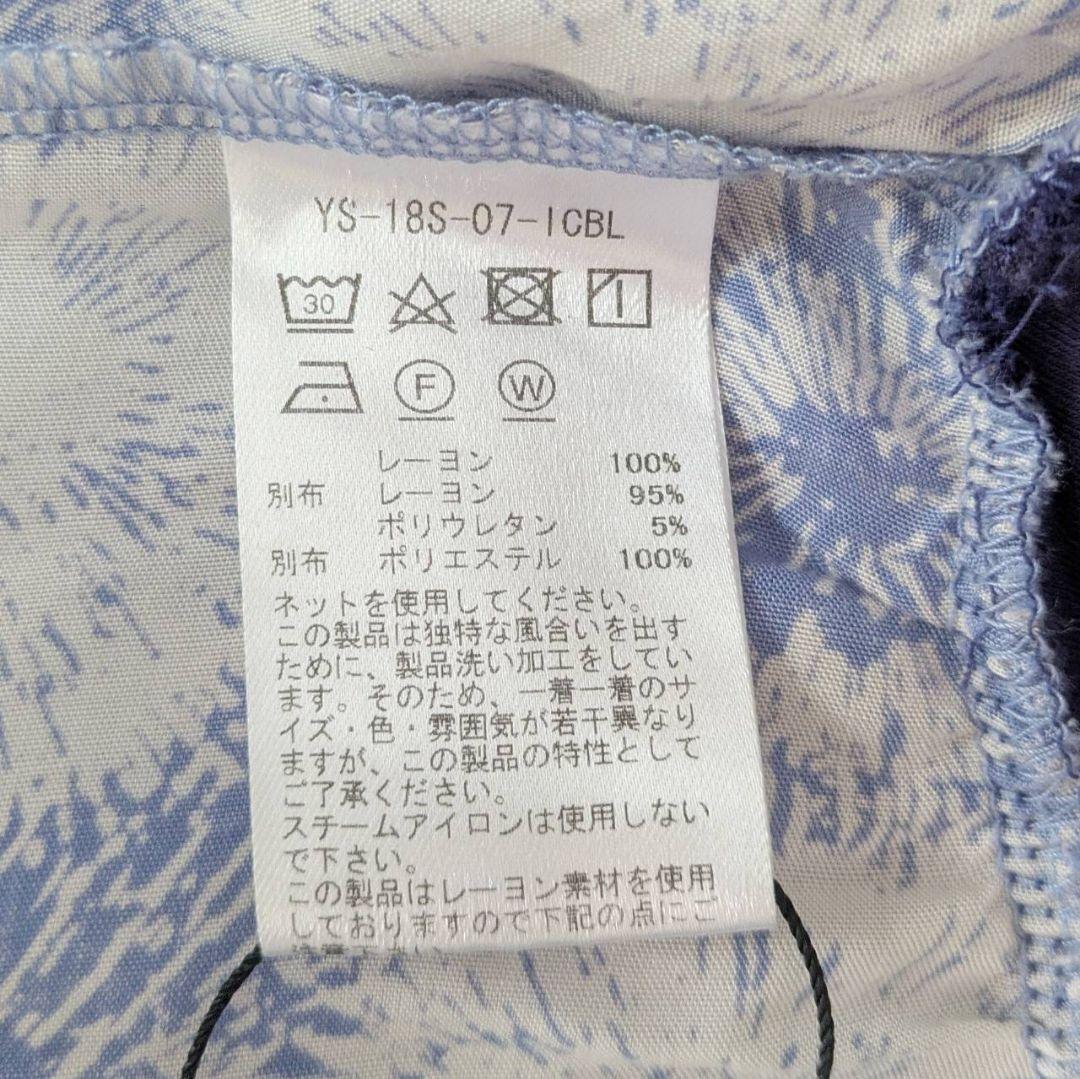 YS-18S-07-ICBL
30
F W
レーヨン 100%
別布 レーヨン 95%
ポリウレタン 5%
別布 ポリエステル 100%
ネットを使用してください。
この製品は独特な風合いを出す
ために、製品洗い加工をしてい
ます。そのため、一着一着のサ
イズ・色・雰囲気が若干異なり
ますが、この製品の特性として
ご了承ください。
スチームアイロンは使用しない
で下さい。
この製品はレーヨン素材を使用
しておりますので下記の点にご
注意下さい